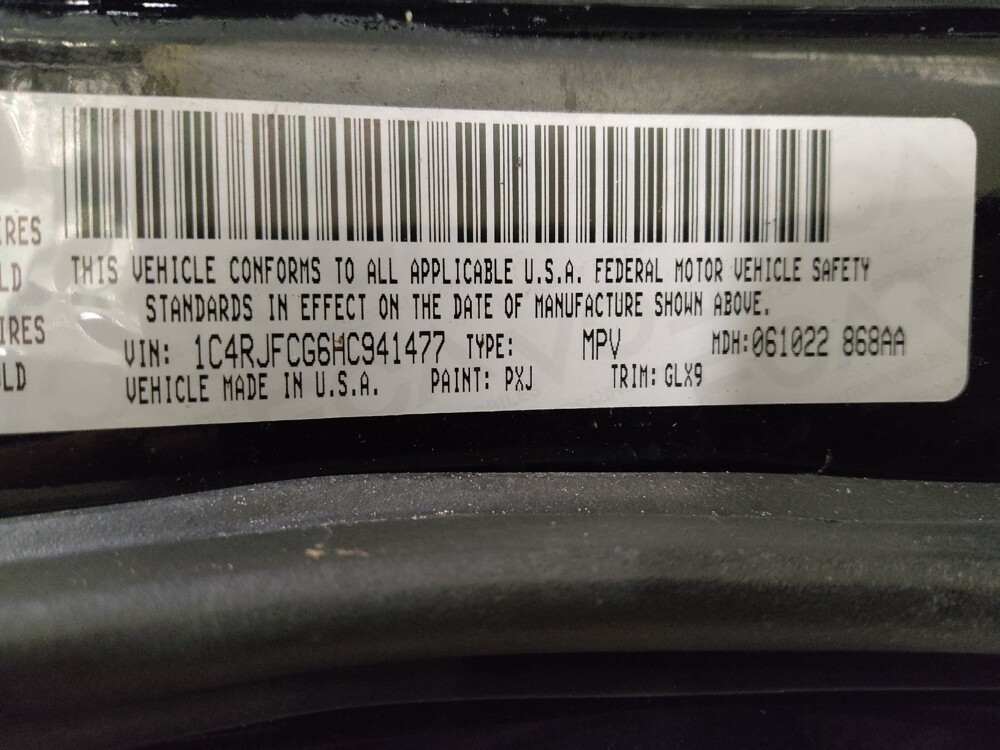 IRES
LD
IRES
OLD
THIS VEHICLE CONFORMS TO ALL APPLICABLE U.S.A. FEDERAL MOTOR VEHICLE SAFETY
STANDARDS IN EFFECT ON THE DATE OF MANUFACTURE SHOWN ABOVE.
VIN: 1C4RJFCG6HC941477 TYPE: MPV MDH:061022 868AA
VEHICLE MADE IN U.S.A. PAINT: PXJ TRIM: GLX9